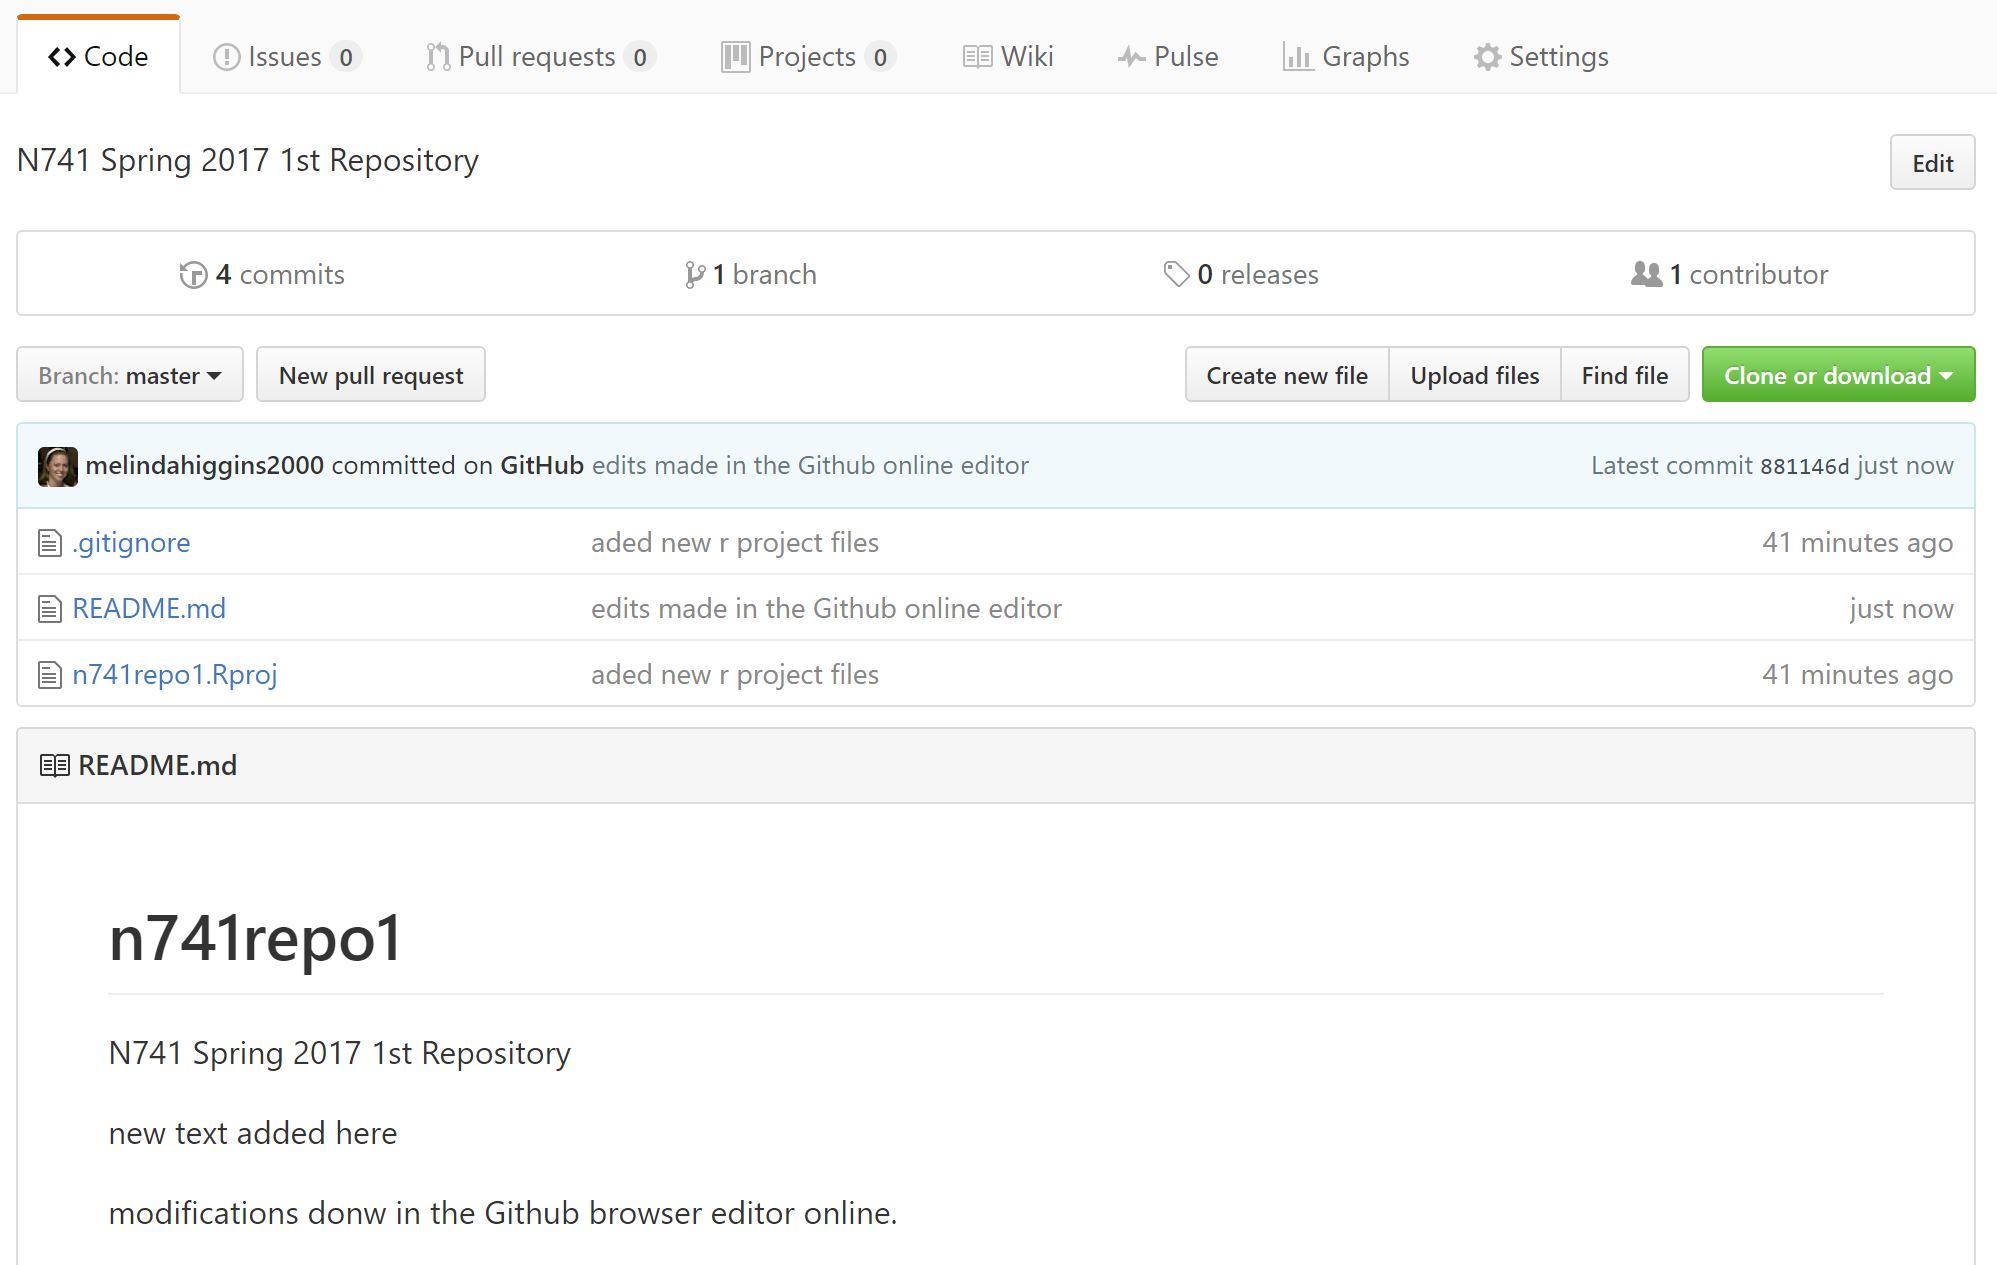 Code Issues 0 Pull requests 0 Projects 0 Wiki Pulse Graphs Settings
N741 Spring 2017 1st Repository Edit
4 commits 1 branch 0 releases 1 contributor
Branch: master New pull request Create new file Upload files Find file Clone or download
melindahiggins2000 committed on GitHub edits made in the Github online editor Latest commit 881146d just now
.gitignore aded new r project files 41 minutes ago
README.md edits made in the Github online editor just now
n741repo1.Rproj aded new r project files 41 minutes ago
README.md
n741repo1
N741 Spring 2017 1st Repository
new text added here
modifications donw in the Github browser editor online.